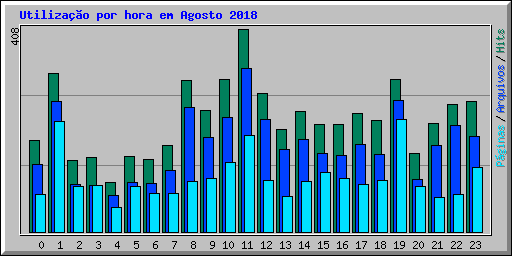 Utilização por hora em Agosto 2018
408
Páginas / Arquivos / Hits
0 1 2 3 4 5 6 7 8 9 10 11 12 13 14 15 16 17 18 19 20 21 22 23